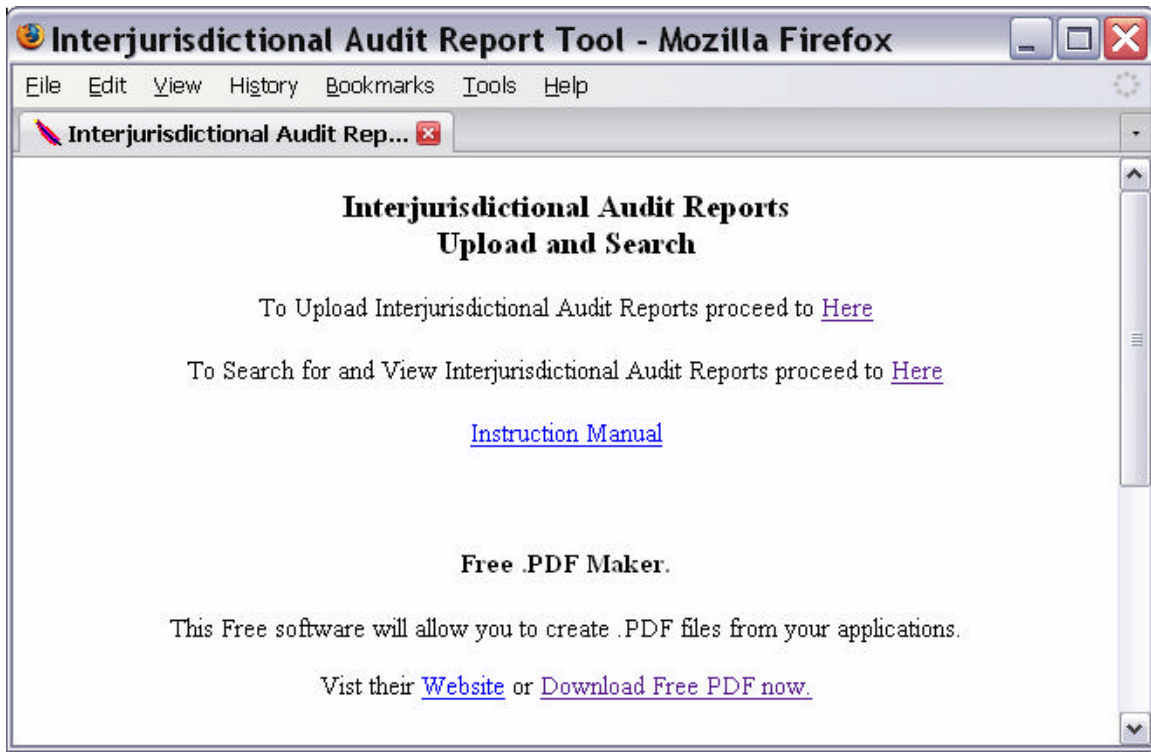 Interjurisdictional Audit Report Tool - Mozilla Firefox
File Edit View History Bookmarks Tools Help
Interjurisdictional Audit Rep...
Interjurisdictional Audit Reports
Upload and Search
To Upload Interjurisdictional Audit Reports proceed to Here
To Search for and View Interjurisdictional Audit Reports proceed to Here
Instruction Manual
Free .PDF Maker.
This Free software will allow you to create .PDF files from your applications.
Vist their Website or Download Free PDF now.